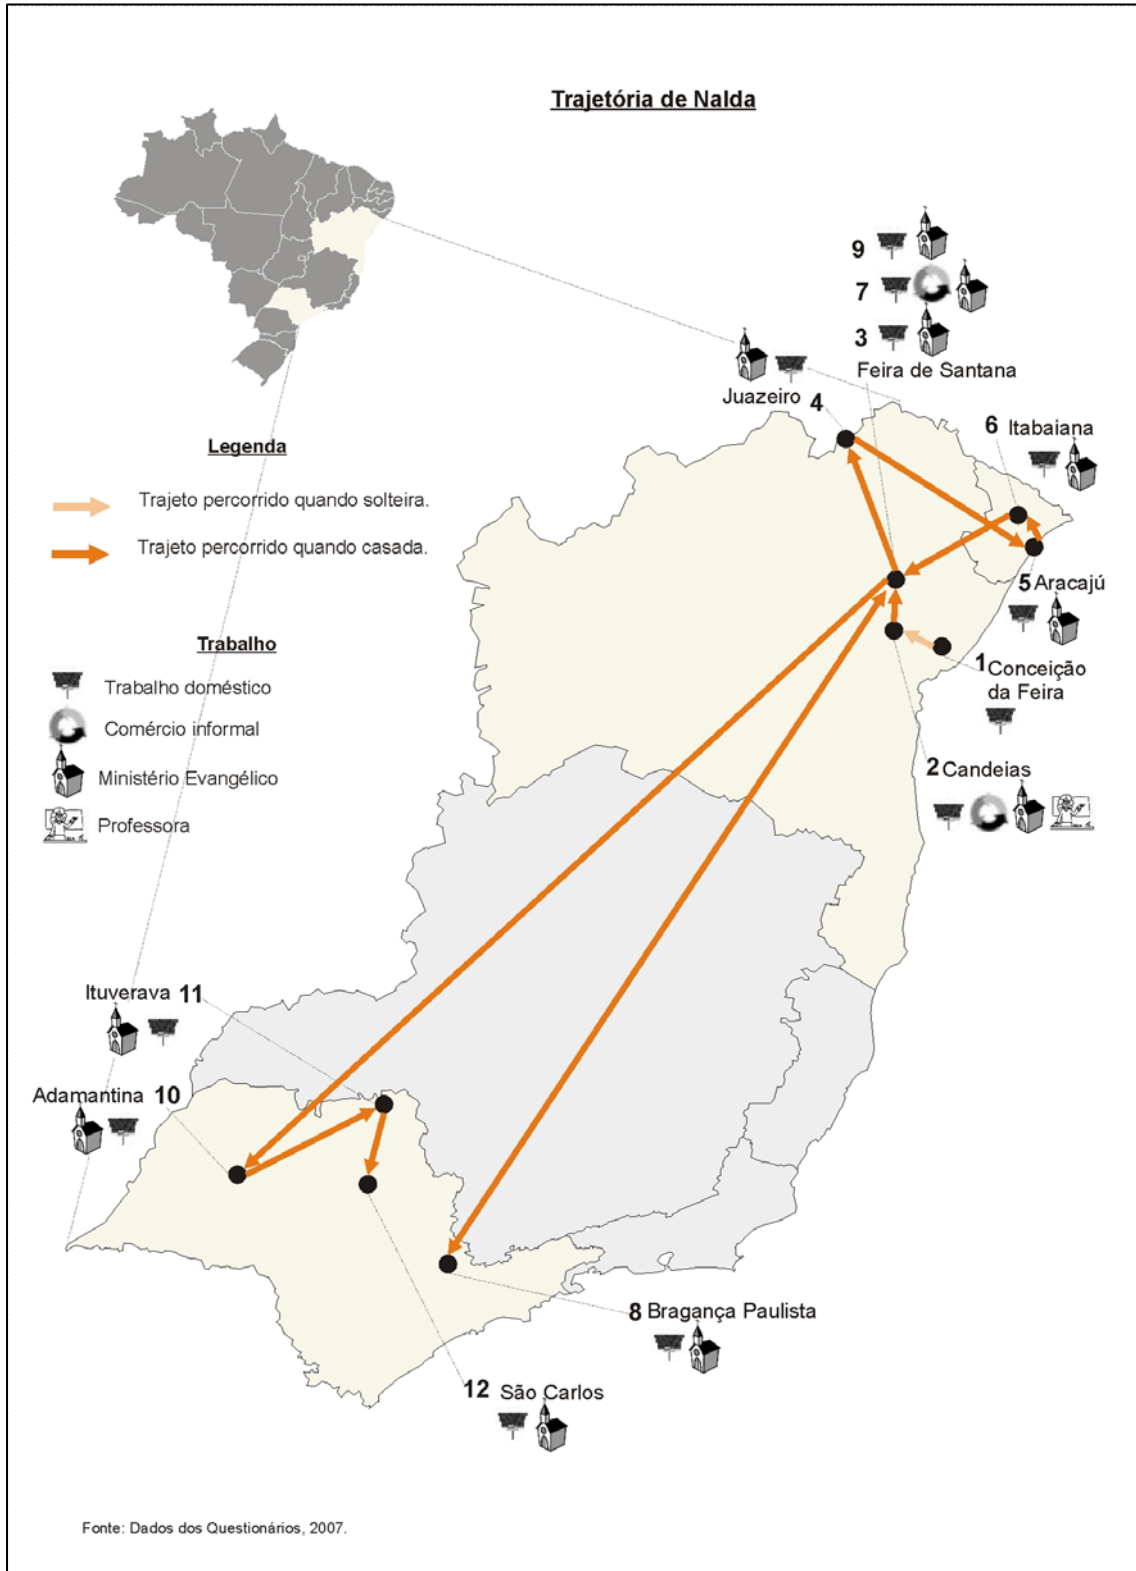 Trajetória de Nalda
9
7
3
Feira de Santana
Juazeiro 4
6 Itabaiana
Legenda
Trajeto percorrido quando solteira.
Trajeto percorrido quando casada.
5 Aracajú
Trabalho
Trabalho doméstico
Comércio informal
Ministério Evangélico
Professora
1 Conceição
da Feira
2 Candeias
Ituverava 11
Adamantina 10
8 Bragança Paulista
12 São Carlos
Fonte: Dados dos Questionários, 2007.